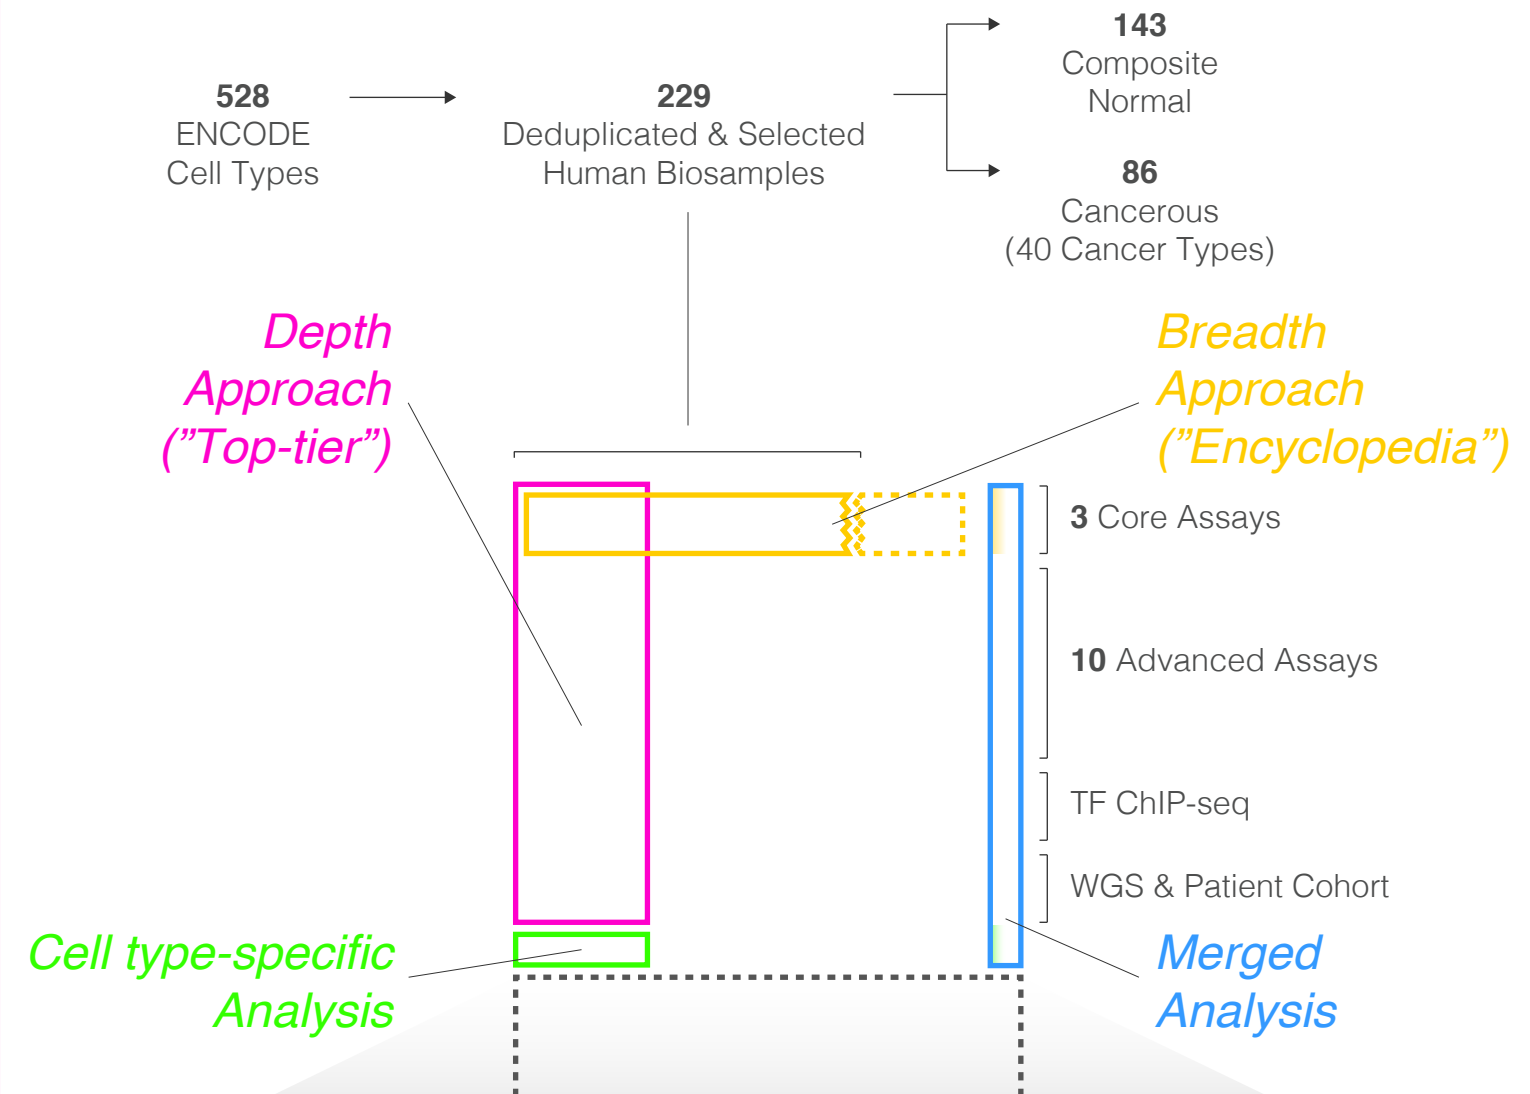 528
ENCODE
Cell Types
229
Deduplicated & Selected
Human Biosamples
143
Composite
Normal
86
Cancerous
(40 Cancer Types)
Depth
Approach
(”Top-tier”)
Breadth
Approach
(”Encyclopedia”)
3 Core Assays
10 Advanced Assays
TF ChIP-seq
WGS & Patient Cohort
Cell type-specific
Analysis
Merged
Analysis